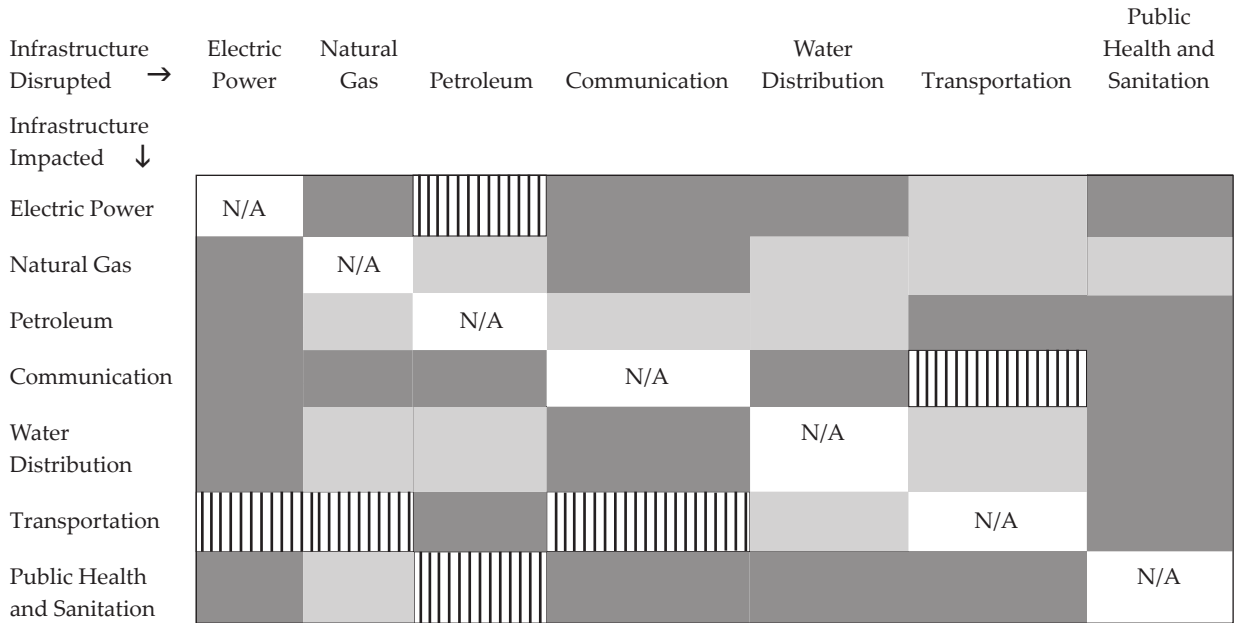 Public
Infrastructure Electric Natural Water Health and
Disrupted → Power Gas Petroleum Communication Distribution Transportation Sanitation
Infrastructure
Impacted ↓
Electric Power N/A
Natural Gas N/A
Petroleum N/A
Communication N/A
Water N/A
Distribution
Transportation N/A
Public Health N/A
and Sanitation